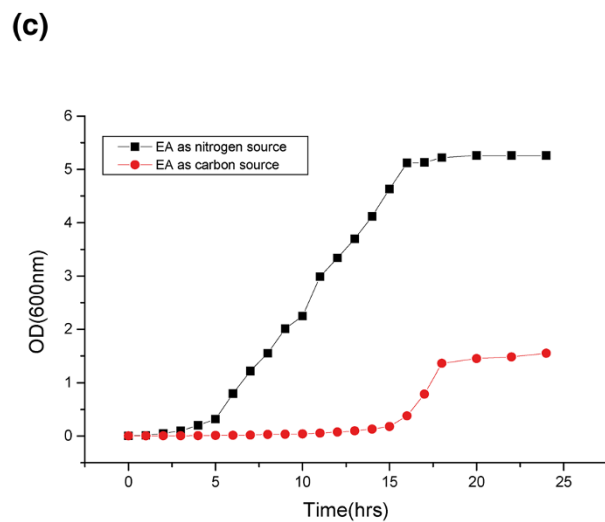 (c)
EA as nitrogen source
EA as carbon source
OD(600nm)
6
5
4
3
2
1
0
0 5 10 15 20 25
Time(hrs)